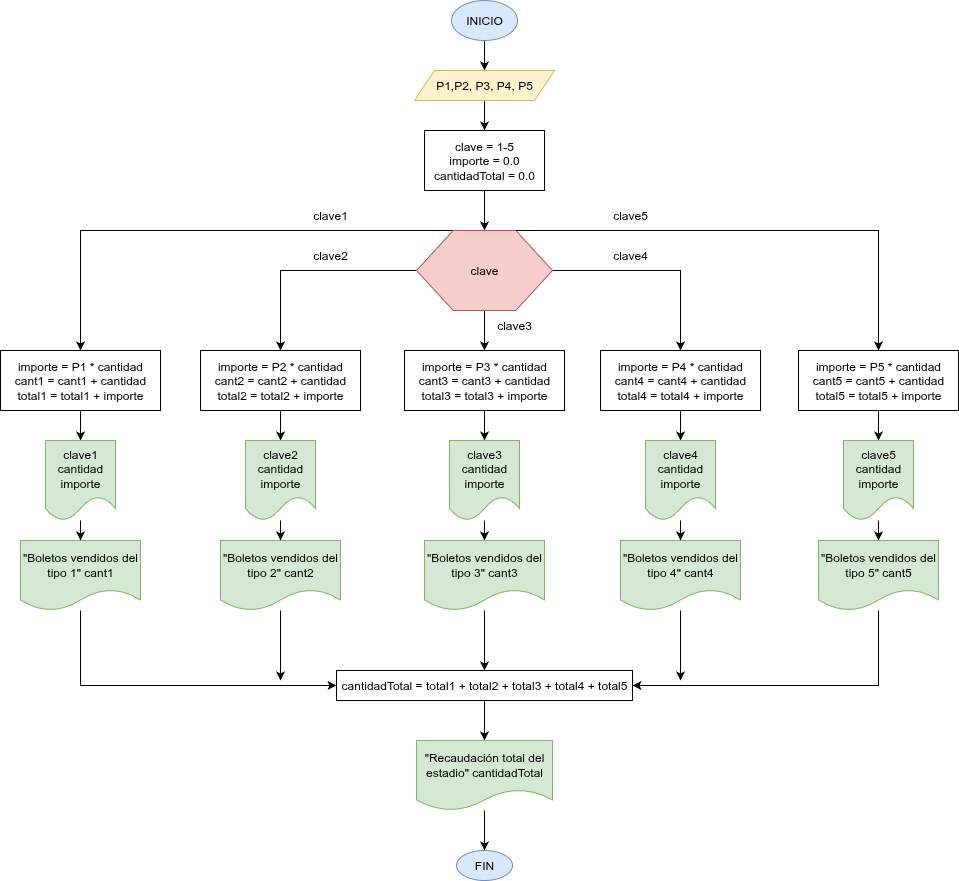 INICIO
P1,P2, P3, P4, P5
clave = 1-5
importe = 0.0
cantidadTotal = 0.0
clave1
clave5
clave2
clave4
clave
clave3
importe = P1 * cantidad
cant1 = cant1 + cantidad
total1 = total1 + importe
importe = P2 * cantidad
cant2 = cant2 + cantidad
total2 = total2 + importe
importe = P3 * cantidad
cant3 = cant3 + cantidad
total3 = total3 + importe
importe = P4 * cantidad
cant4 = cant4 + cantidad
total4 = total4 + importe
importe = P5 * cantidad
cant5 = cant5 + cantidad
total5 = total5 + importe
clave1
cantidad
importe
clave2
cantidad
importe
clave3
cantidad
importe
clave4
cantidad
importe
clave5
cantidad
importe
"Boletos vendidos del
tipo 1" cant1
"Boletos vendidos del
tipo 2" cant2
"Boletos vendidos del
tipo 3" cant3
"Boletos vendidos del
tipo 4" cant4
"Boletos vendidos del
tipo 5" cant5
cantidadTotal = total1 + total2 + total3 + total4 + total5
"Recaudación total del
estadio" cantidadTotal
FIN